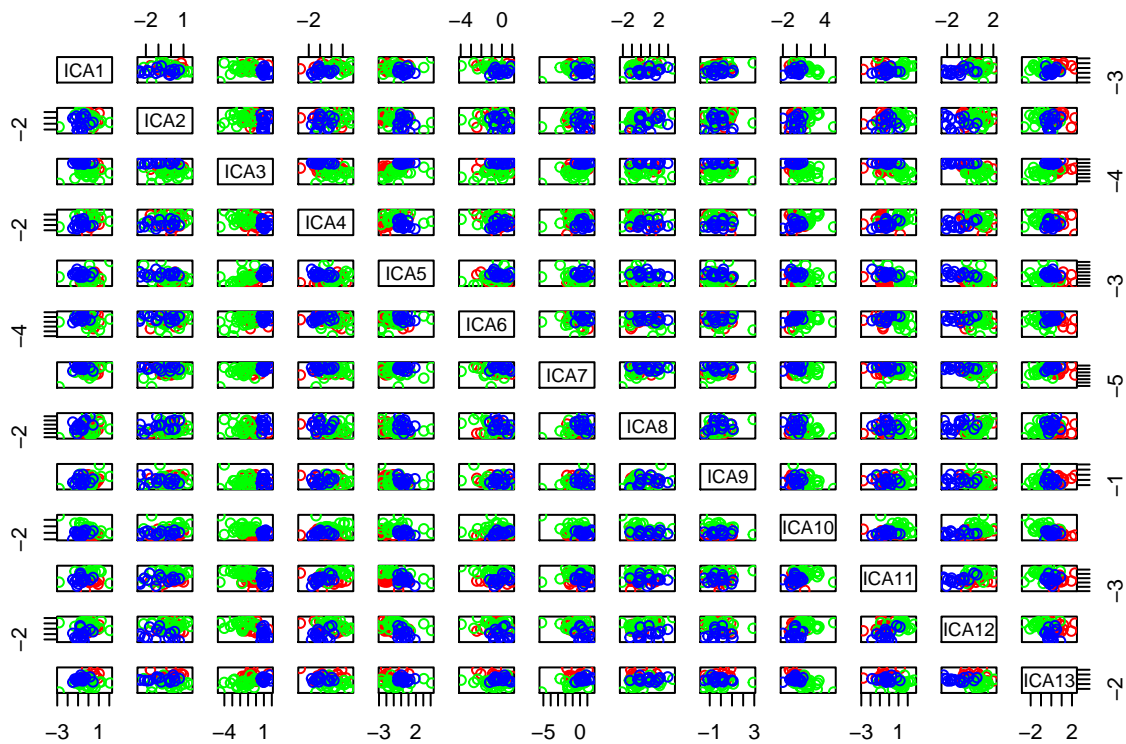 −2 1 −2 −4 0 −2 2 −2 4 −2 2
ICA1 −3
−2 ICA2
ICA3 −4
−2 ICA4
ICA5 −3
−4 ICA6
ICA7 −5
−2 ICA8
ICA9 −1
−2 ICA10
ICA11 −3
−2 ICA12
ICA13 −2
−3 1 −4 1 −3 2 −5 0 −1 3 −3 1 −2 2